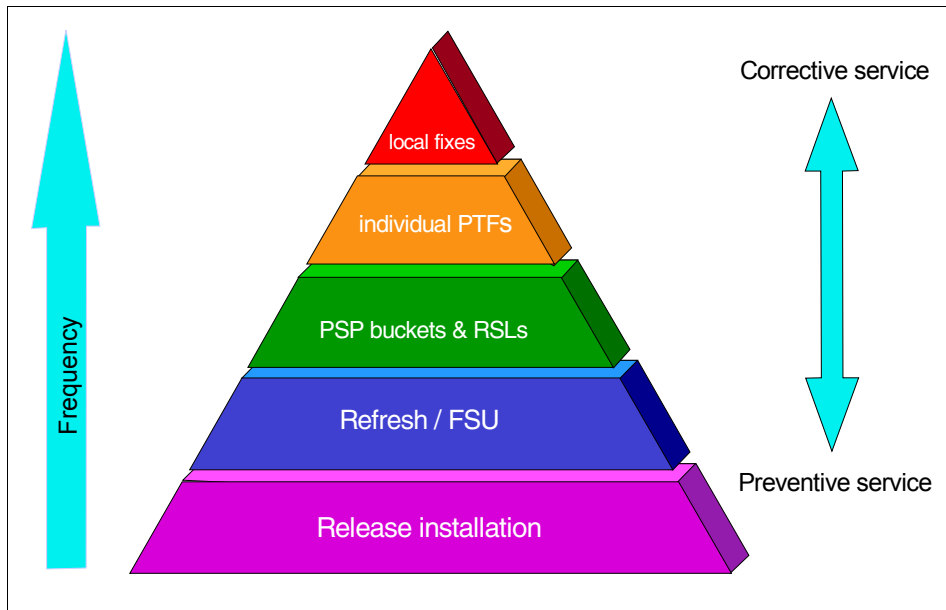 Corrective service
local fixes
individual PTFs
PSP buckets & RSLs
Frequency
Refresh / FSU
Preventive service
Release installation